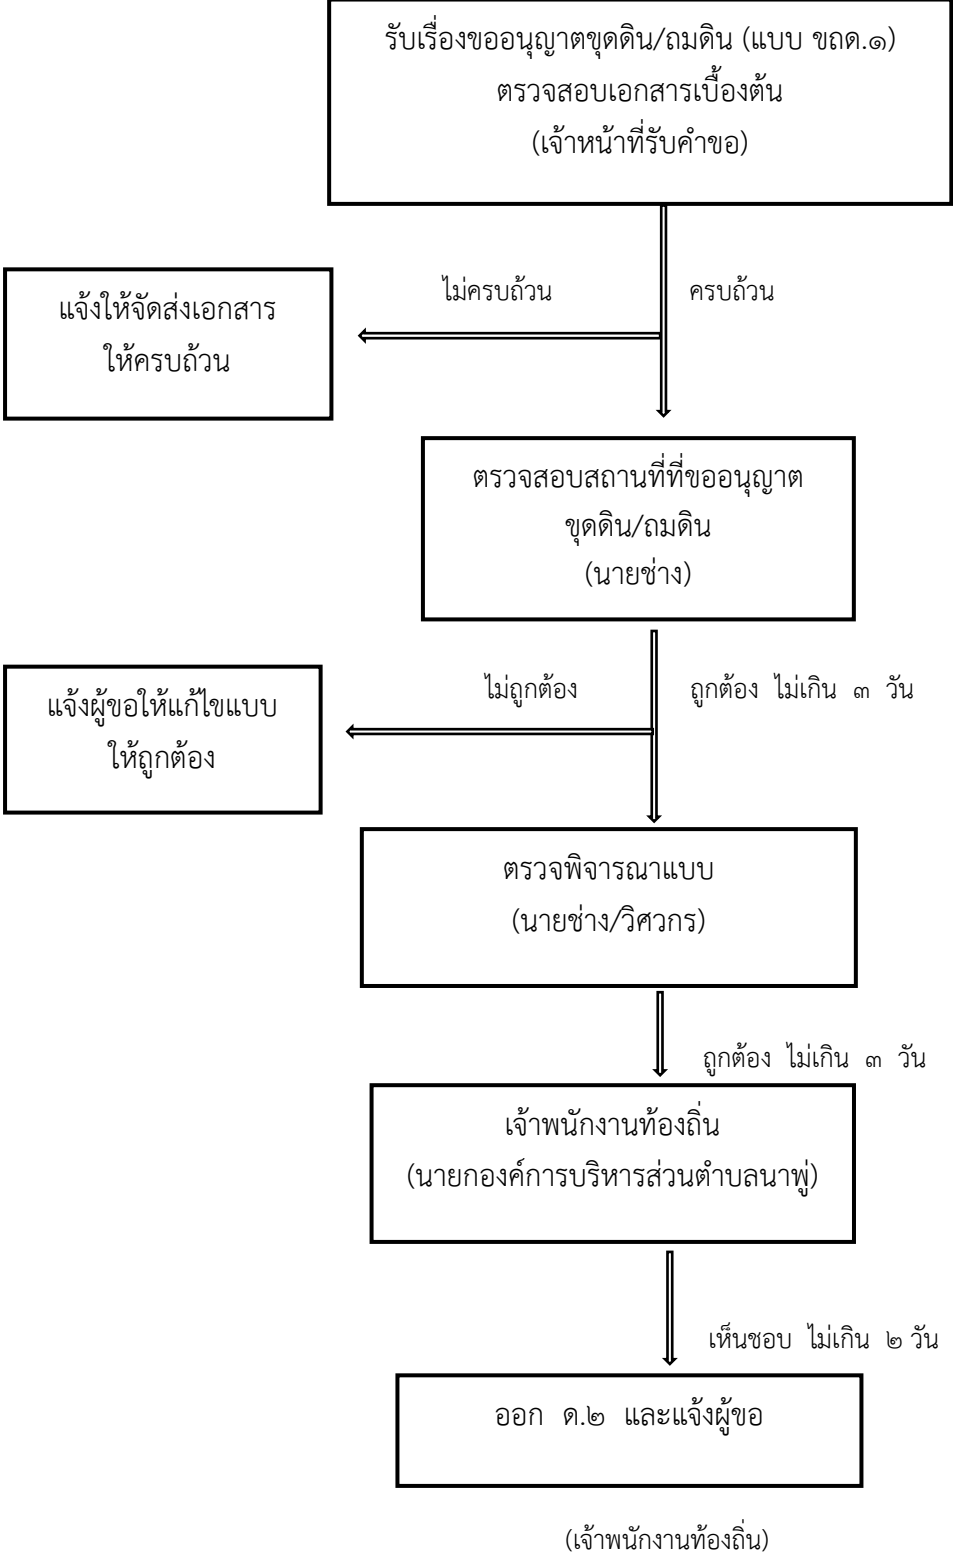 รับเรื่องขออนุญาตขุดดิน/ถมดิน (แบบ ขถด.๑)
ตรวจสอบเอกสารเบื้องต้น
(เจ้าหน้าที่รับคำขอ)
ไม่ครบถ้วน
ครบถ้วน
แจ้งให้จัดส่งเอกสาร
ให้ครบถ้วน
ตรวจสอบสถานที่ที่ขออนุญาต
ขุดดิน/ถมดิน
(นายช่าง)
ไม่ถูกต้อง
ถูกต้อง ไม่เกิน ๓ วัน
แจ้งผู้ขอให้แก้ไขแบบ
ให้ถูกต้อง
ตรวจพิจารณาแบบ
(นายช่าง/วิศวกร)
ถูกต้อง ไม่เกิน ๓ วัน
เจ้าพนักงานท้องถิ่น
(นายกองค์การบริหารส่วนตำบลนาพู่)
เห็นชอบ ไม่เกิน ๒ วัน
ออก ด.๒ และแจ้งผู้ขอ
(เจ้าพนักงานท้องถิ่น)